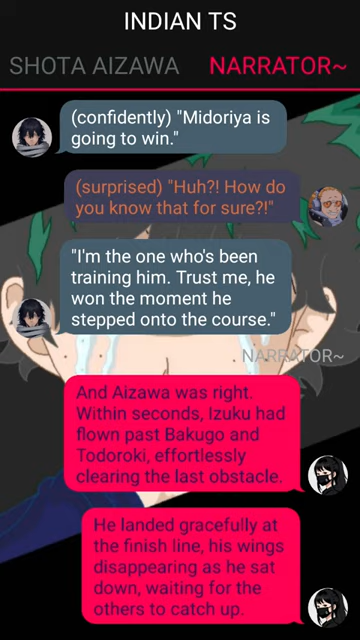 INDIAN TS
SHOTA AIZAWA NARRATOR~
(confidently) "Midoriya is
going to win."
(surprised) "Huh?! How do
you know that for sure?!"
"I'm the one who's been
training him. Trust me, he
won the moment he
stepped onto the course."
NARRATOR~
And Aizawa was right.
Within seconds, Izuku had
flown past Bakugo and
Todoroki, effortlessly
clearing the last obstacle.
He landed gracefully at
the finish line, his wings
disappearing as he sat
down, waiting for the
others to catch up.